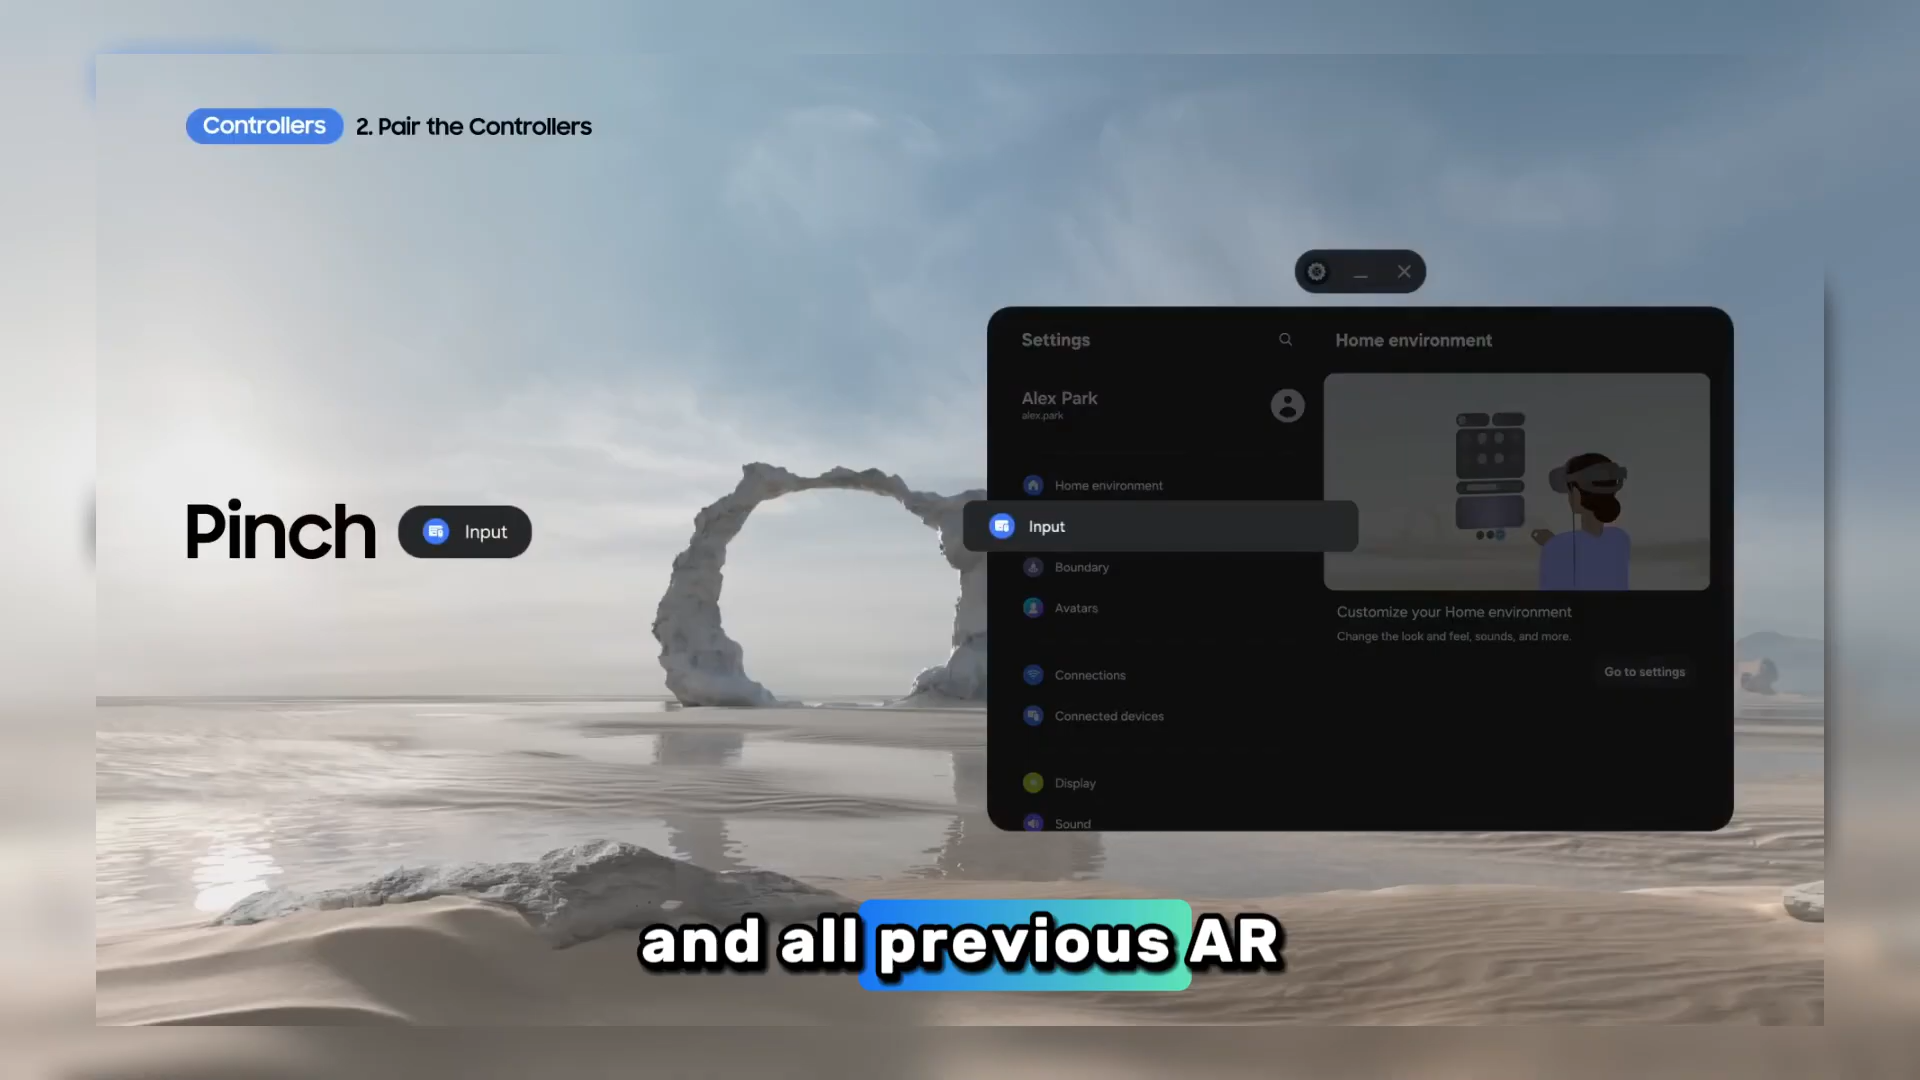 Controllers 2. Pair the Controllers
Pinch Input
Settings
Alex Park
alex.park
Home environment
Input
Boundary
Avatars
Connections
Connected devices
Display
Sound
Home environment
Customize your Home environment
Change the look and feel, sounds, and more.
Go to settings
and all previous AR